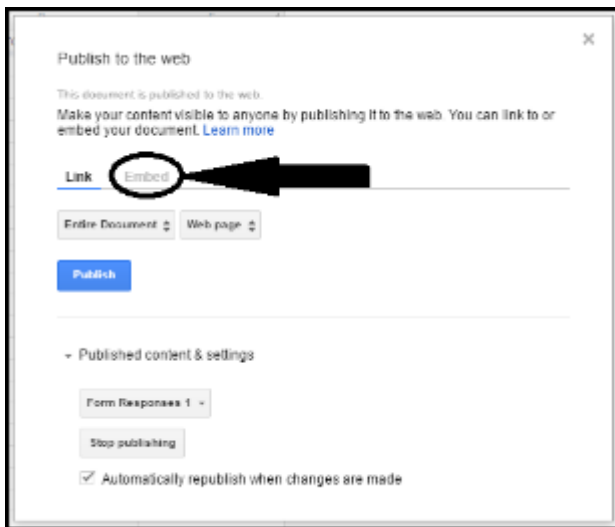 Publish to the web
This document is published to the web.
Make your content visible to anyone by publishing it to the web. You can link to or
embed your document. Learn more
Link Embed
Entire Document Web page
Publish
Published content & settings
Form Responses 1
Stop publishing
Automatically republish when changes are made